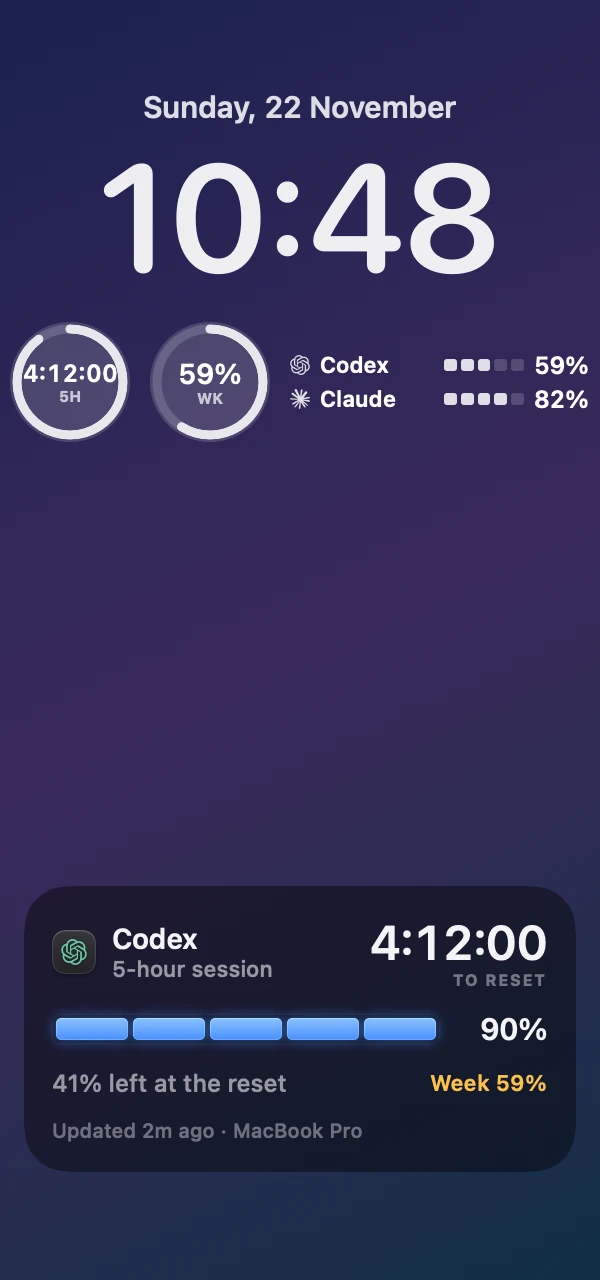 Sunday, 22 November
10:48
4:12:00
5H
59%
WK
Codex 59%
Claude 82%
Codex
5-hour session
4:12:00
TO RESET
90%
41% left at the reset
Week 59%
Updated 2m ago · MacBook Pro